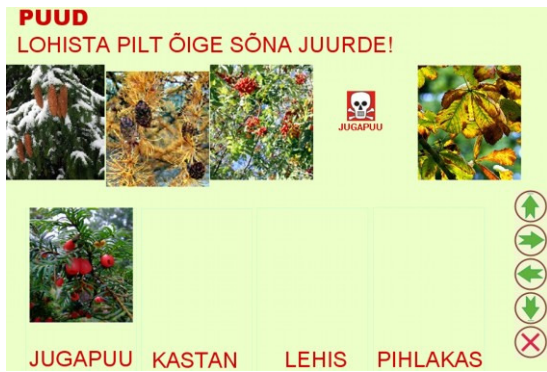 PUUD
LOHISTA PILT ÕIGE SÕNA JUURDE!
JUGAPUU
JUGAPUU KASTAN LEHIS PIHLAKAS